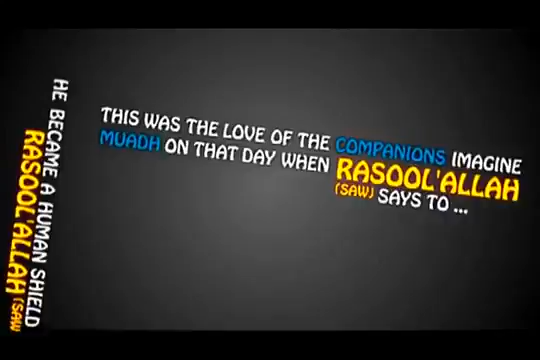 HE BECAME A HUMAN SHIELD
RASOOL'ALLAH (SAW
THIS WAS THE LOVE OF THE COMPANIONS IMAGINE
MUADH ON THAT DAY WHEN RASOOL'ALLAH
(SAW) SAYS TO ...